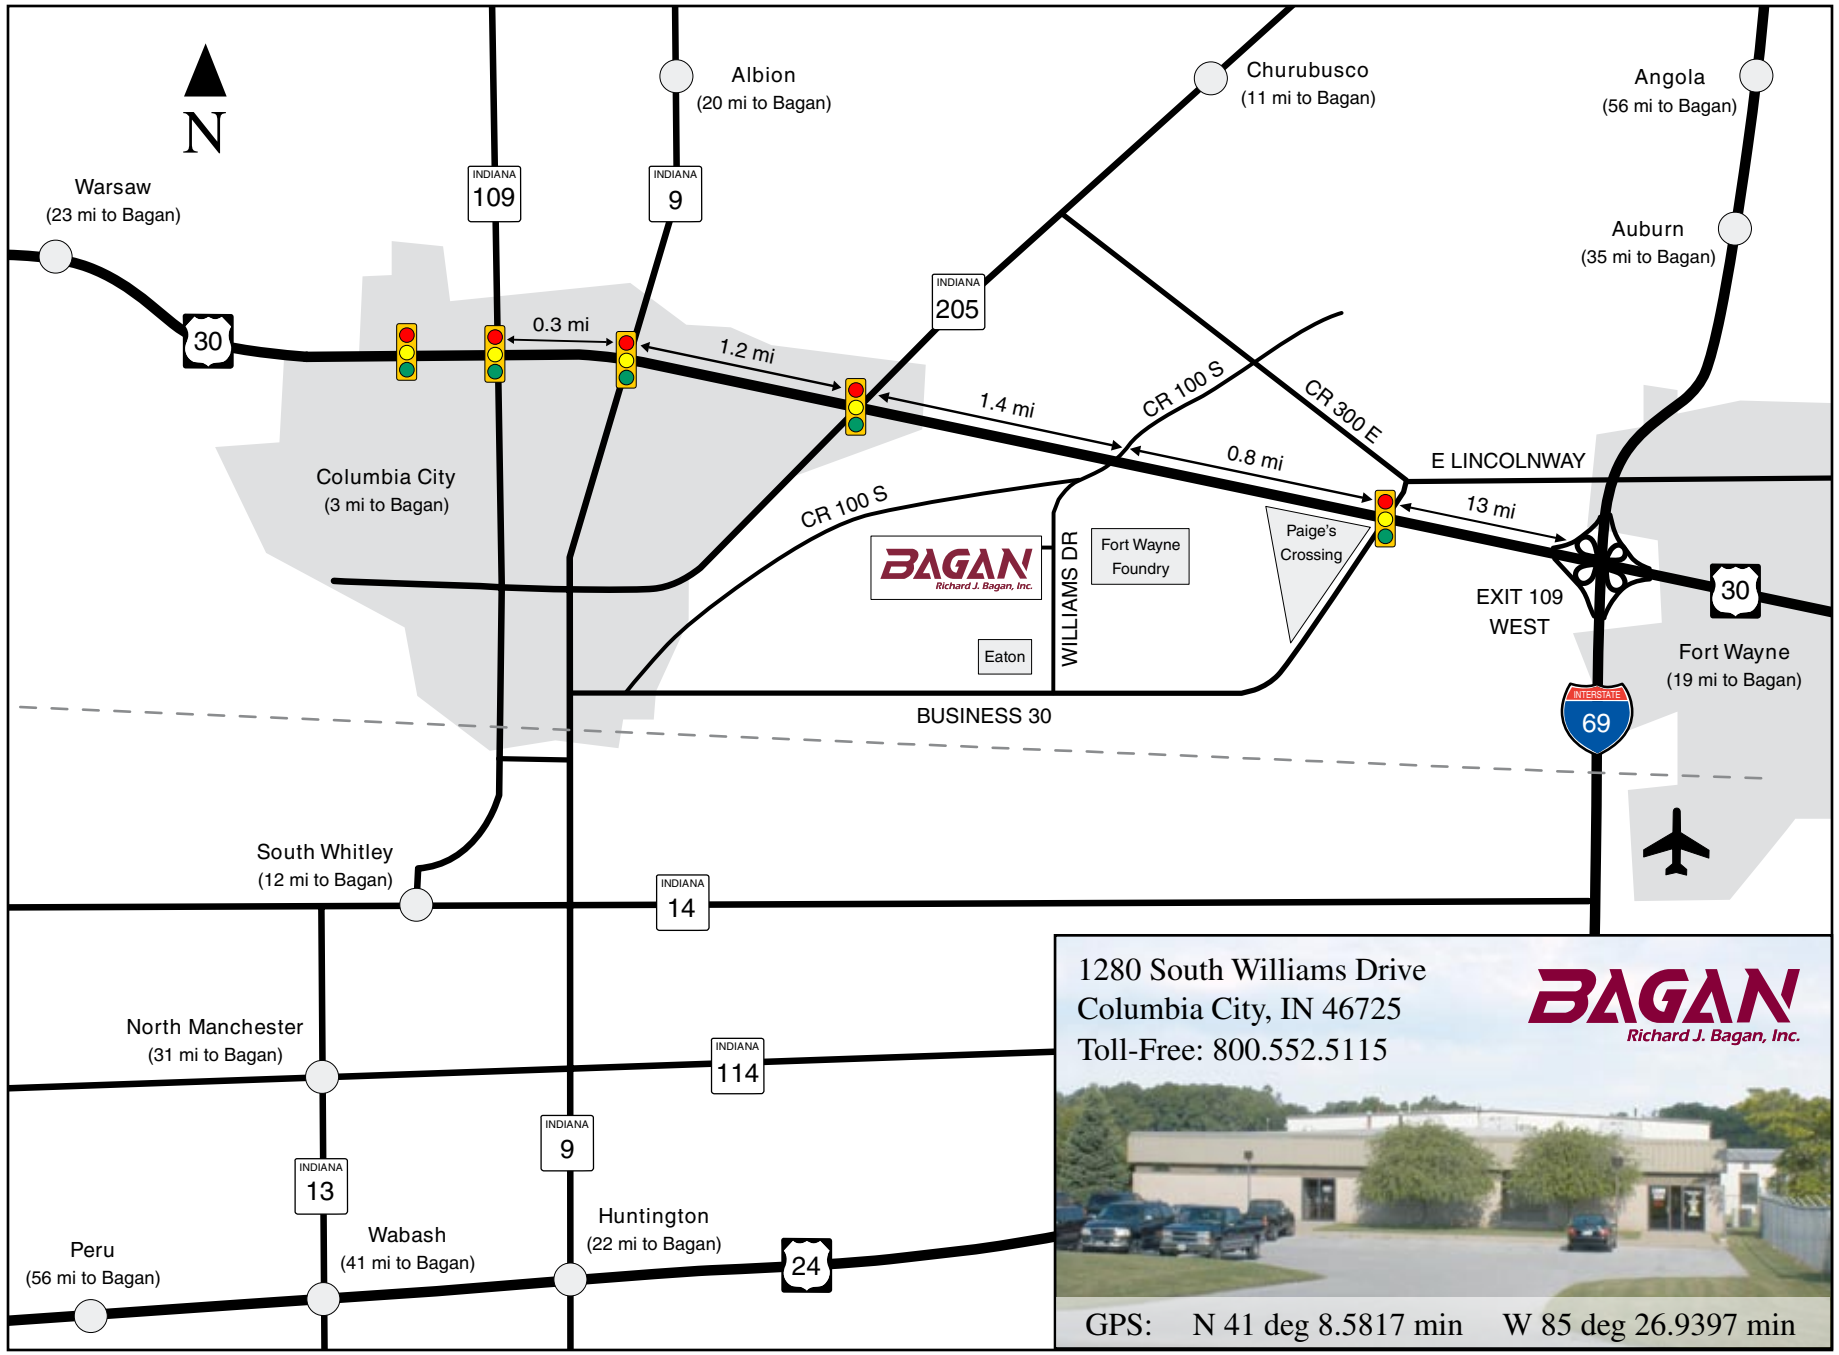 N
Albion
(20 mi to Bagan)
Churubusco
(11 mi to Bagan)
Angola
(56 mi to Bagan)
Warsaw
(23 mi to Bagan)
INDIANA
109
INDIANA
9
Auburn
(35 mi to Bagan)
INDIANA
205
30
0.3 mi
1.2 mi
1.4 mi
CR 100 S
CR 300 E
0.8 mi
E LINCOLNWAY
13 mi
Columbia City
(3 mi to Bagan)
CR 100 S
BAGAN
Richard J. Bagan, Inc.
WILLIAMS DR
Fort Wayne
Foundry
Paige's
Crossing
Eaton
EXIT 109
WEST
30
Fort Wayne
(19 mi to Bagan)
BUSINESS 30
INTERSTATE
69
South Whitley
(12 mi to Bagan)
INDIANA
14
North Manchester
(31 mi to Bagan)
INDIANA
114
INDIANA
9
INDIANA
13
Peru
(56 mi to Bagan)
Wabash
(41 mi to Bagan)
Huntington
(22 mi to Bagan)
24
1280 South Williams Drive
Columbia City, IN 46725
Toll-Free: 800.552.5115
BAGAN
Richard J. Bagan, Inc.
GPS: N 41 deg 8.5817 min W 85 deg 26.9397 min